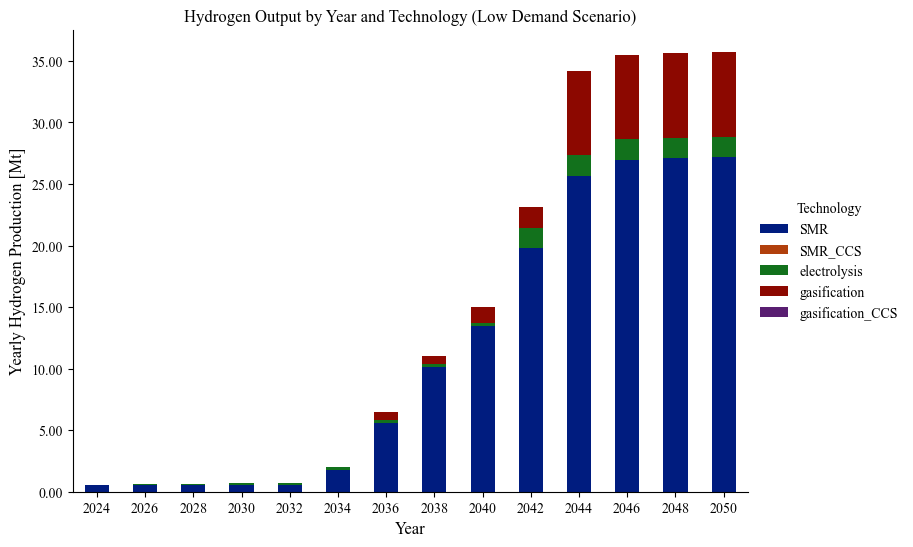 Hydrogen Output by Year and Technology (Low Demand Scenario)
Yearly Hydrogen Production [Mt]
35.00
30.00
25.00
20.00
15.00
10.00
5.00
0.00
2024 2026 2028 2030 2032 2034 2036 2038 2040 2042 2044 2046 2048 2050
Year
Technology
SMR
SMR_CCS
electrolysis
gasification
gasification_CCS